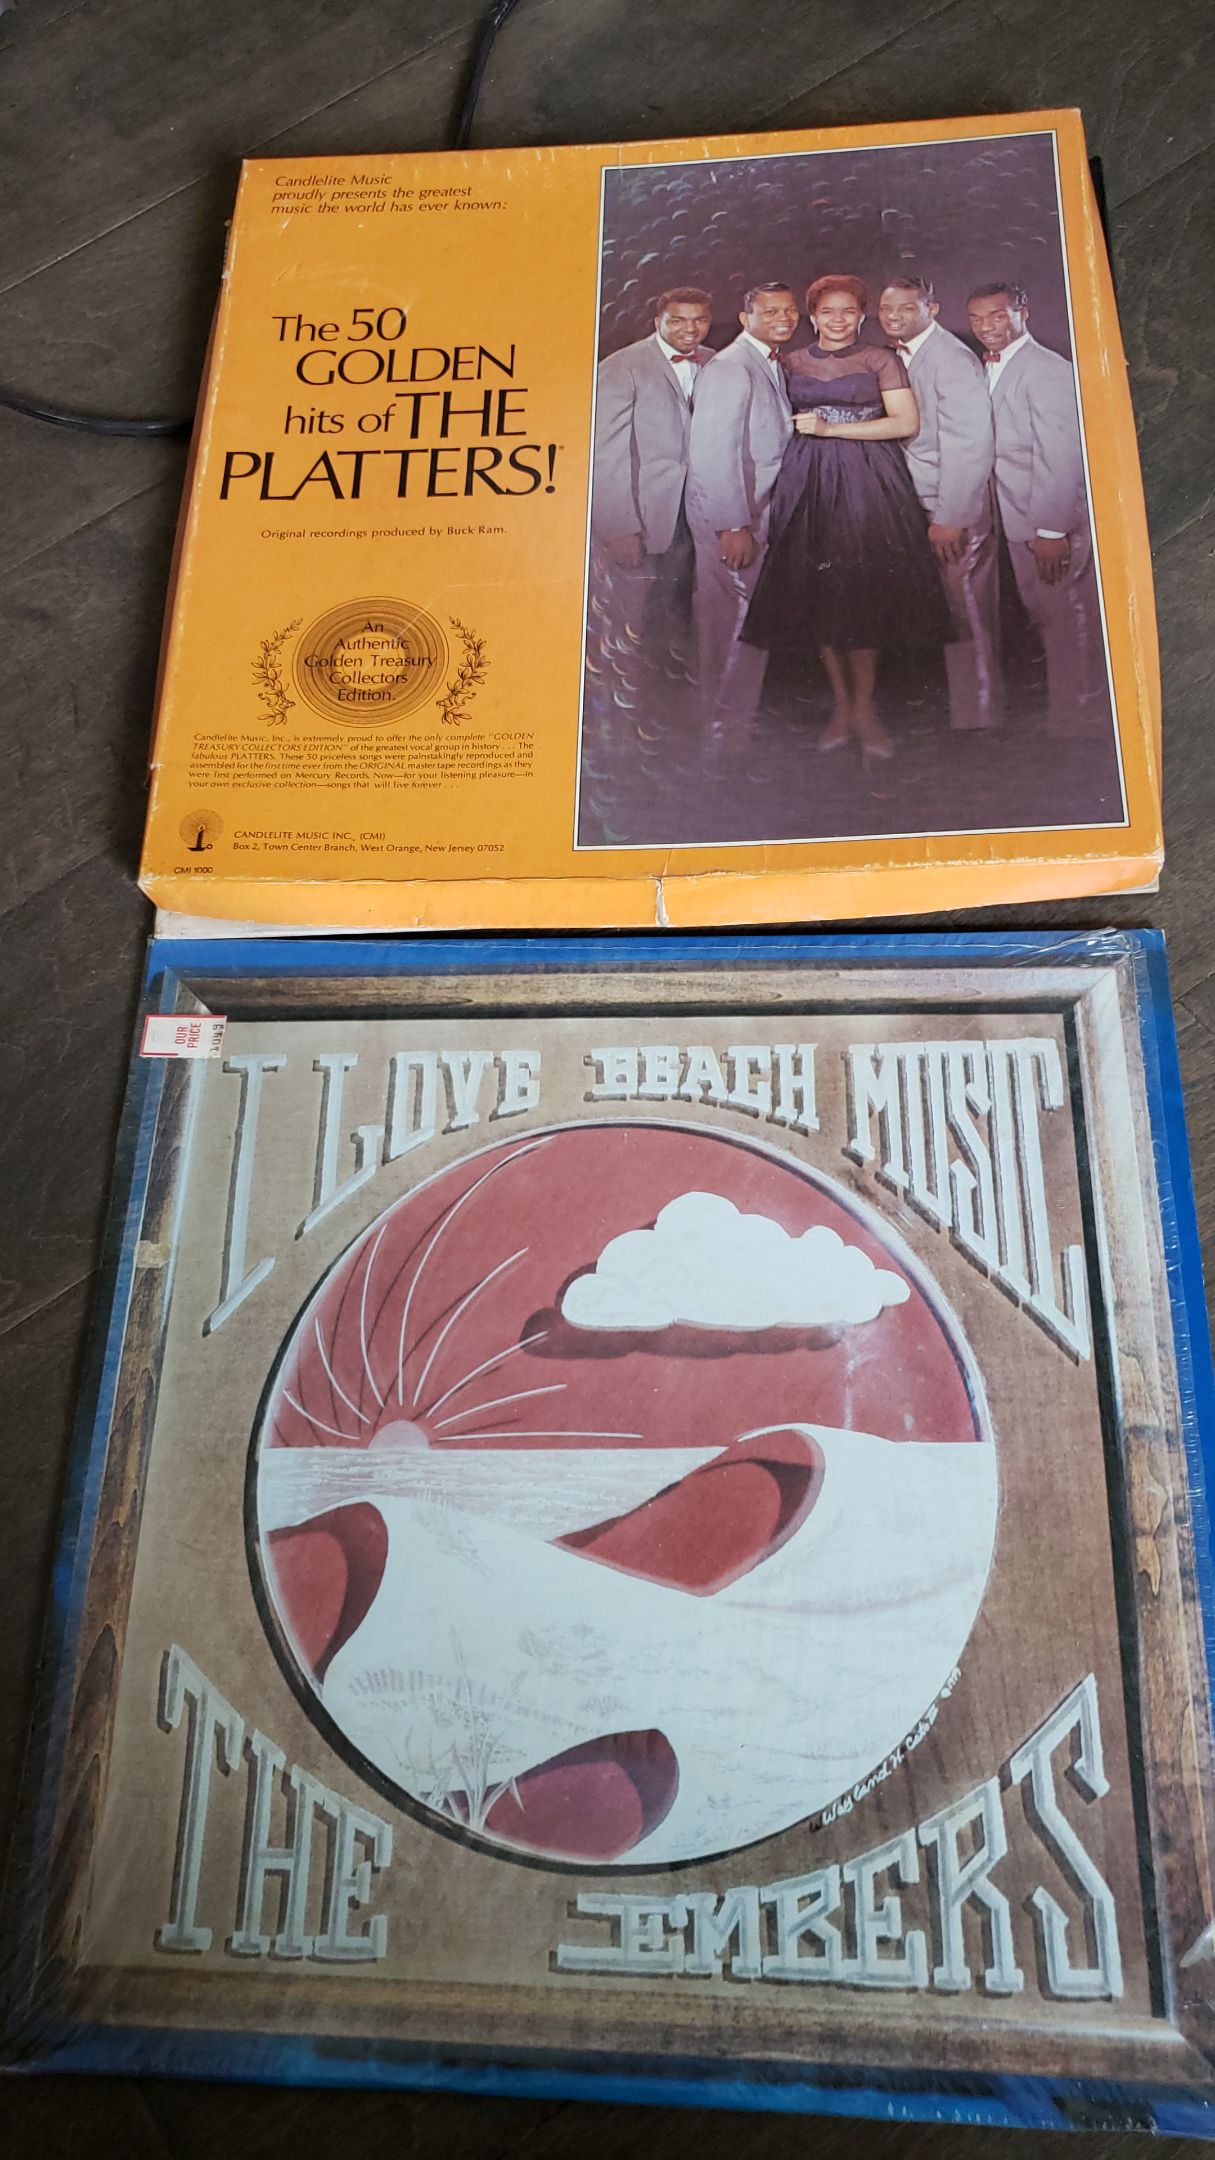 Candlelite Music
proudly presents the greatest
music the world has ever known:
The 50
GOLDEN
hits of THE
PLATTERS!®
Original recordings produced by Buck Ram.
An
Authentic
Golden Treasury
Collectors
Edition.
Candlelite Music, Inc., is extremely proud to offer the only complete "GOLDEN
TREASURY COLLECTORS EDITION" of the greatest vocal group in history . . . The
fabulous PLATTERS. These 50 priceless songs were painstakingly reproduced and
assembled for the first time ever from the ORIGINAL master tape recordings as they
were first performed on Mercury Records. Now—for your listening pleasure—in
your own exclusive collection—songs that will live forever . . .
CANDLELITE MUSIC INC., (CMI)
Box 2, Town Center Branch, West Orange, New Jersey 07052
CMI 1000
OUR
PRICE
I LOVE BEACH MUSIC
THE EMBERS